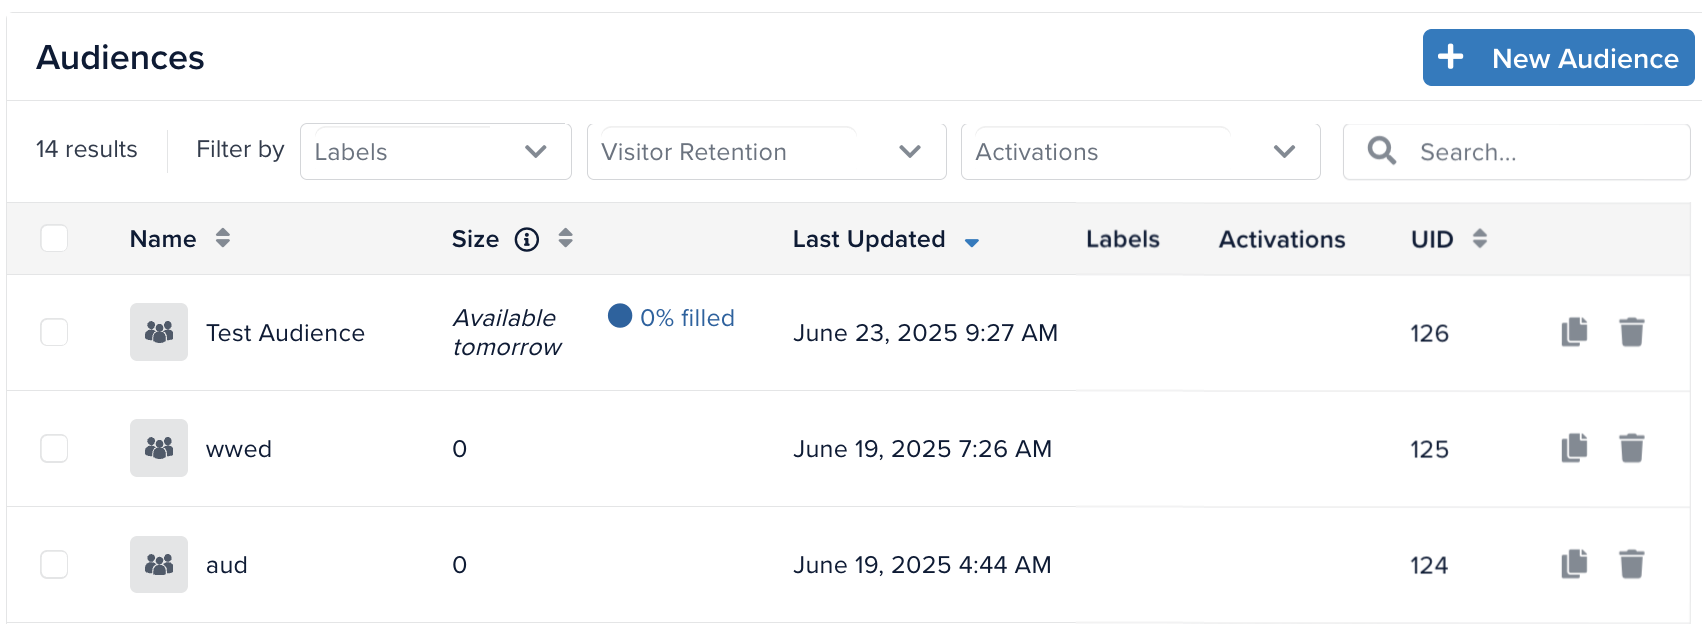 Audiences
New Audience
14 results Filter by Labels Visitor Retention Activations Search...
Name Size Last Updated Labels Activations UID
Test Audience Available tomorrow 0% filled June 23, 2025 9:27 AM 126
wwed 0 June 19, 2025 7:26 AM 125
aud 0 June 19, 2025 4:44 AM 124